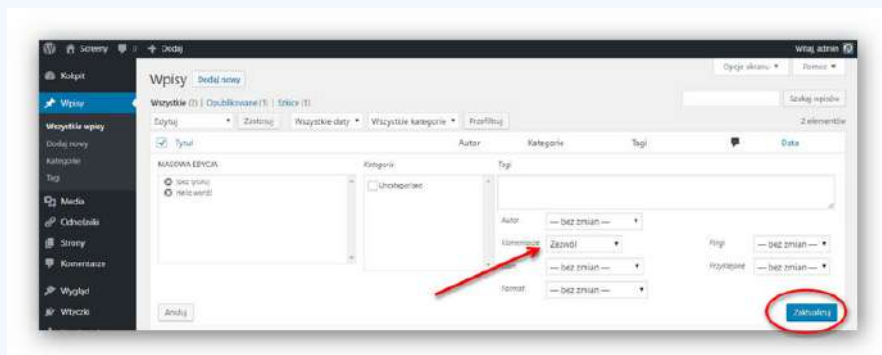 Screeny 0 + Dodaj Witaj, admin
Kokpit
Wpisy
Wszystkie wpisy
Dodaj nowy
Kategorie
Tagi
Media
Odnośniki
Strony
Komentarze
Wygląd
Wtyczki
Opcje ekranu Pomoc
Wpisy Dodaj nowy
Wszystkie (2) | Opublikowane (1) | Szkice (1)
Szukaj wpisów
Edytuj Zastosuj Wszystkie daty Wszystkie kategorie Przefiltruj 2 elementów
Tytuł Autor Kategorie Tagi Data
MASOWA EDYCJA Kategorie Tagi
(bez tytułu) Uncategorized
Hello world!
Autor — bez zmian —
Komentarze Zezwól Pingi — bez zmian —
— bez zmian — Przyklejone — bez zmian —
Format — bez zmian —
Anuluj Zaktualizuj